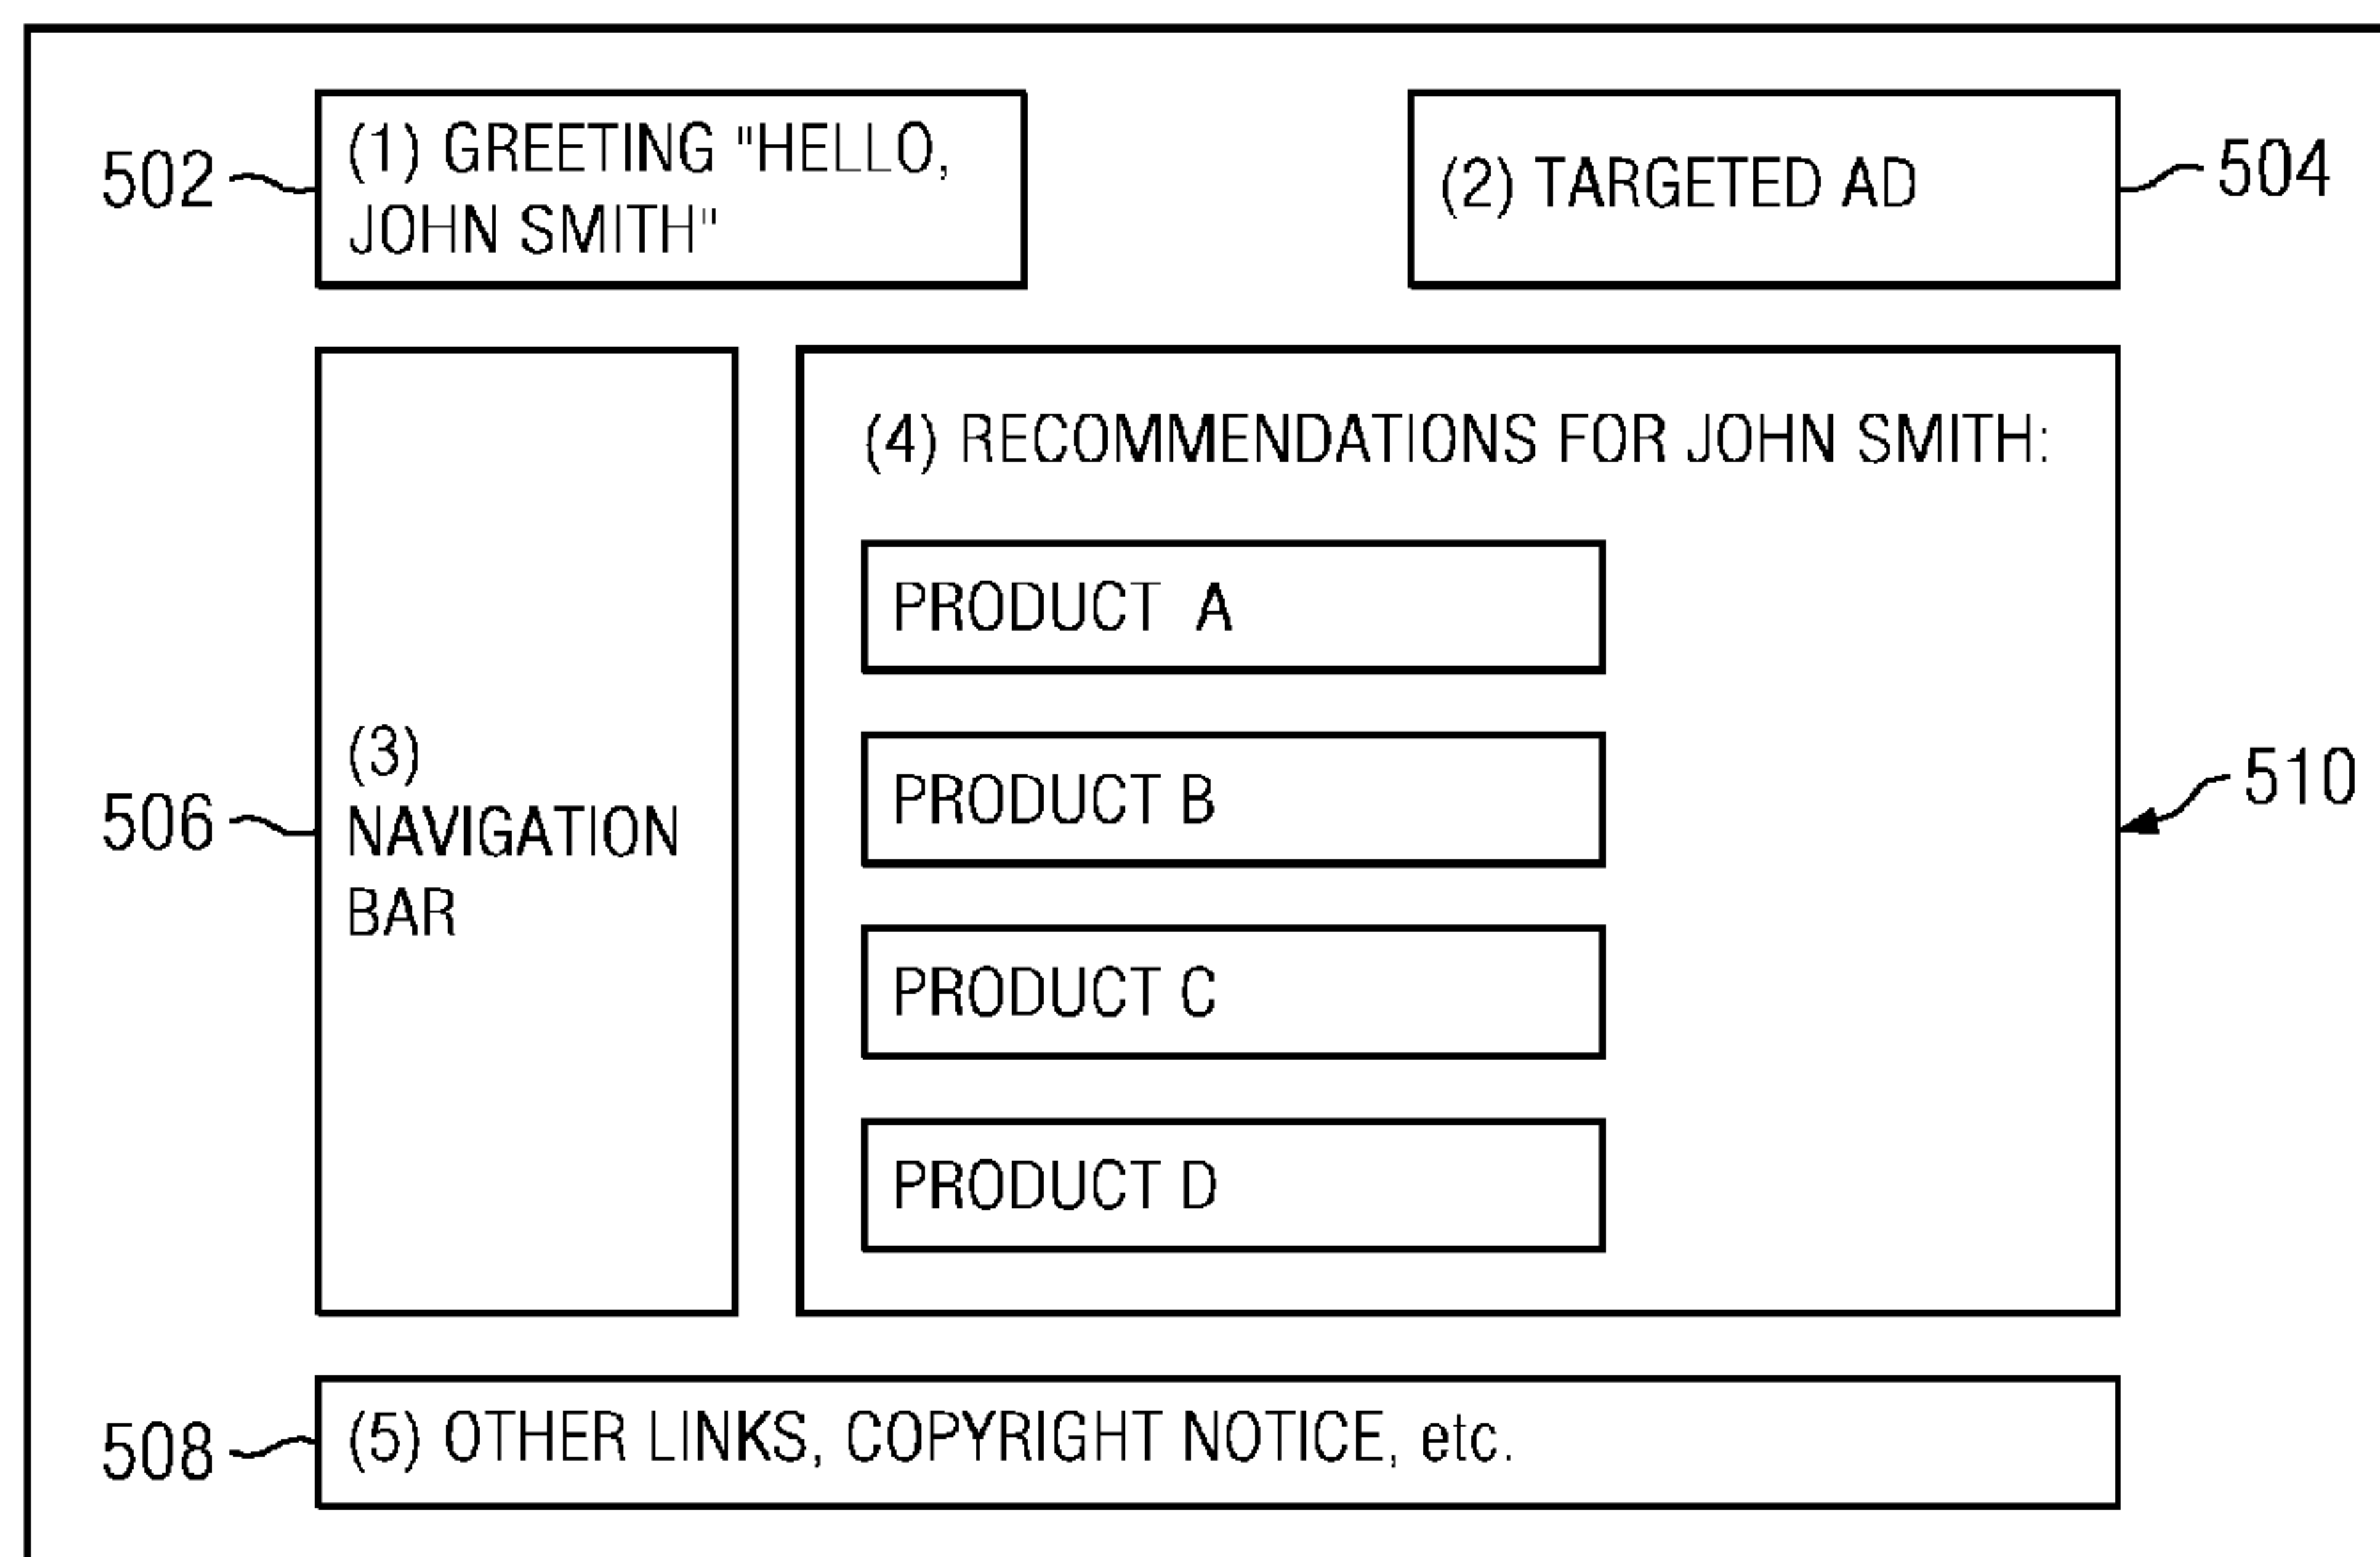 502
(1) GREETING "HELLO,
JOHN SMITH"
(2) TARGETED AD
504
506
(3)
NAVIGATION
BAR
(4) RECOMMENDATIONS FOR JOHN SMITH:
PRODUCT A
PRODUCT B
PRODUCT C
PRODUCT D
510
508
(5) OTHER LINKS, COPYRIGHT NOTICE, etc.